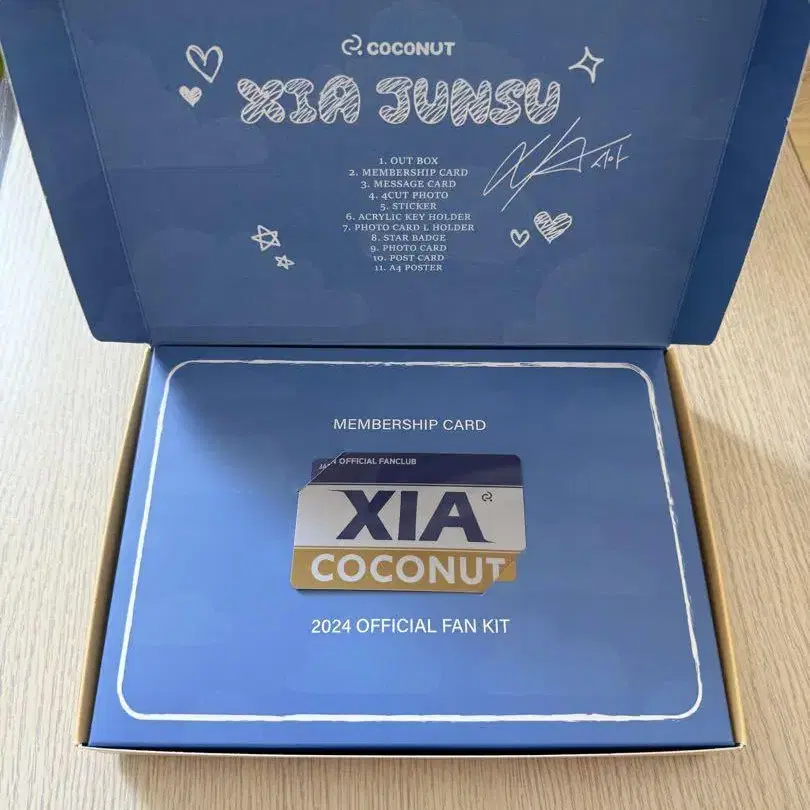 COCONUT
XIA JUNSU
1. OUT BOX
2. MEMBERSHIP CARD
3. MESSAGE CARD
4. 4CUT PHOTO
5. STICKER
6. ACRYLIC KEY HOLDER
7. PHOTO CARD L HOLDER
8. STAR BADGE
9. PHOTO CARD
10. POST CARD
11. A4 POSTER
XIA 시아
MEMBERSHIP CARD
OFFICIAL FANCLUB
XIA
COCONUT
2024 OFFICIAL FAN KIT